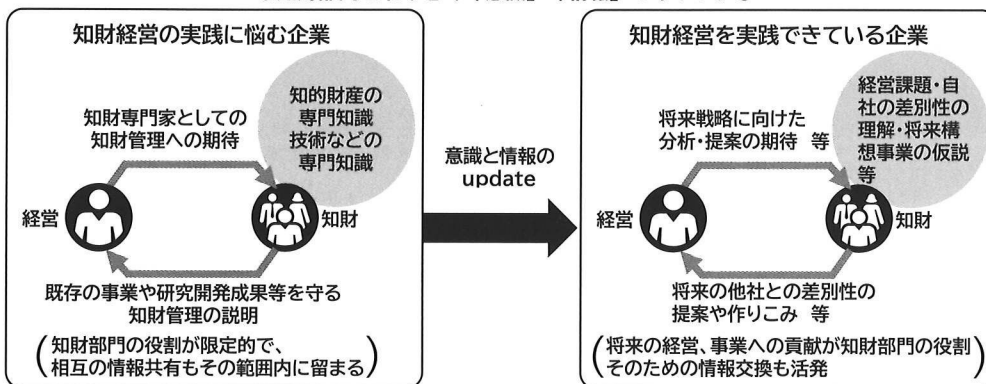 知財経営の実践に悩む企業
知財専門家としての
知財管理への期待
知的財産の
専門知識
技術などの
専門知識
経営
知財
既存の事業や研究開発成果等を守る
知財管理の説明
知財部門の役割が限定的で、
相互の情報共有もその範囲内に留まる
意識と情報の
update
知財経営を実践できている企業
将来戦略に向けた
分析・提案の期待 等
経営課題・自
社の差別性の
理解・将来構
想事業の仮説
等
経営
知財
将来の他社との差別性の
提案や作りこみ 等
将来の経営、事業への貢献が知財部門の役割
そのための情報交換も活発